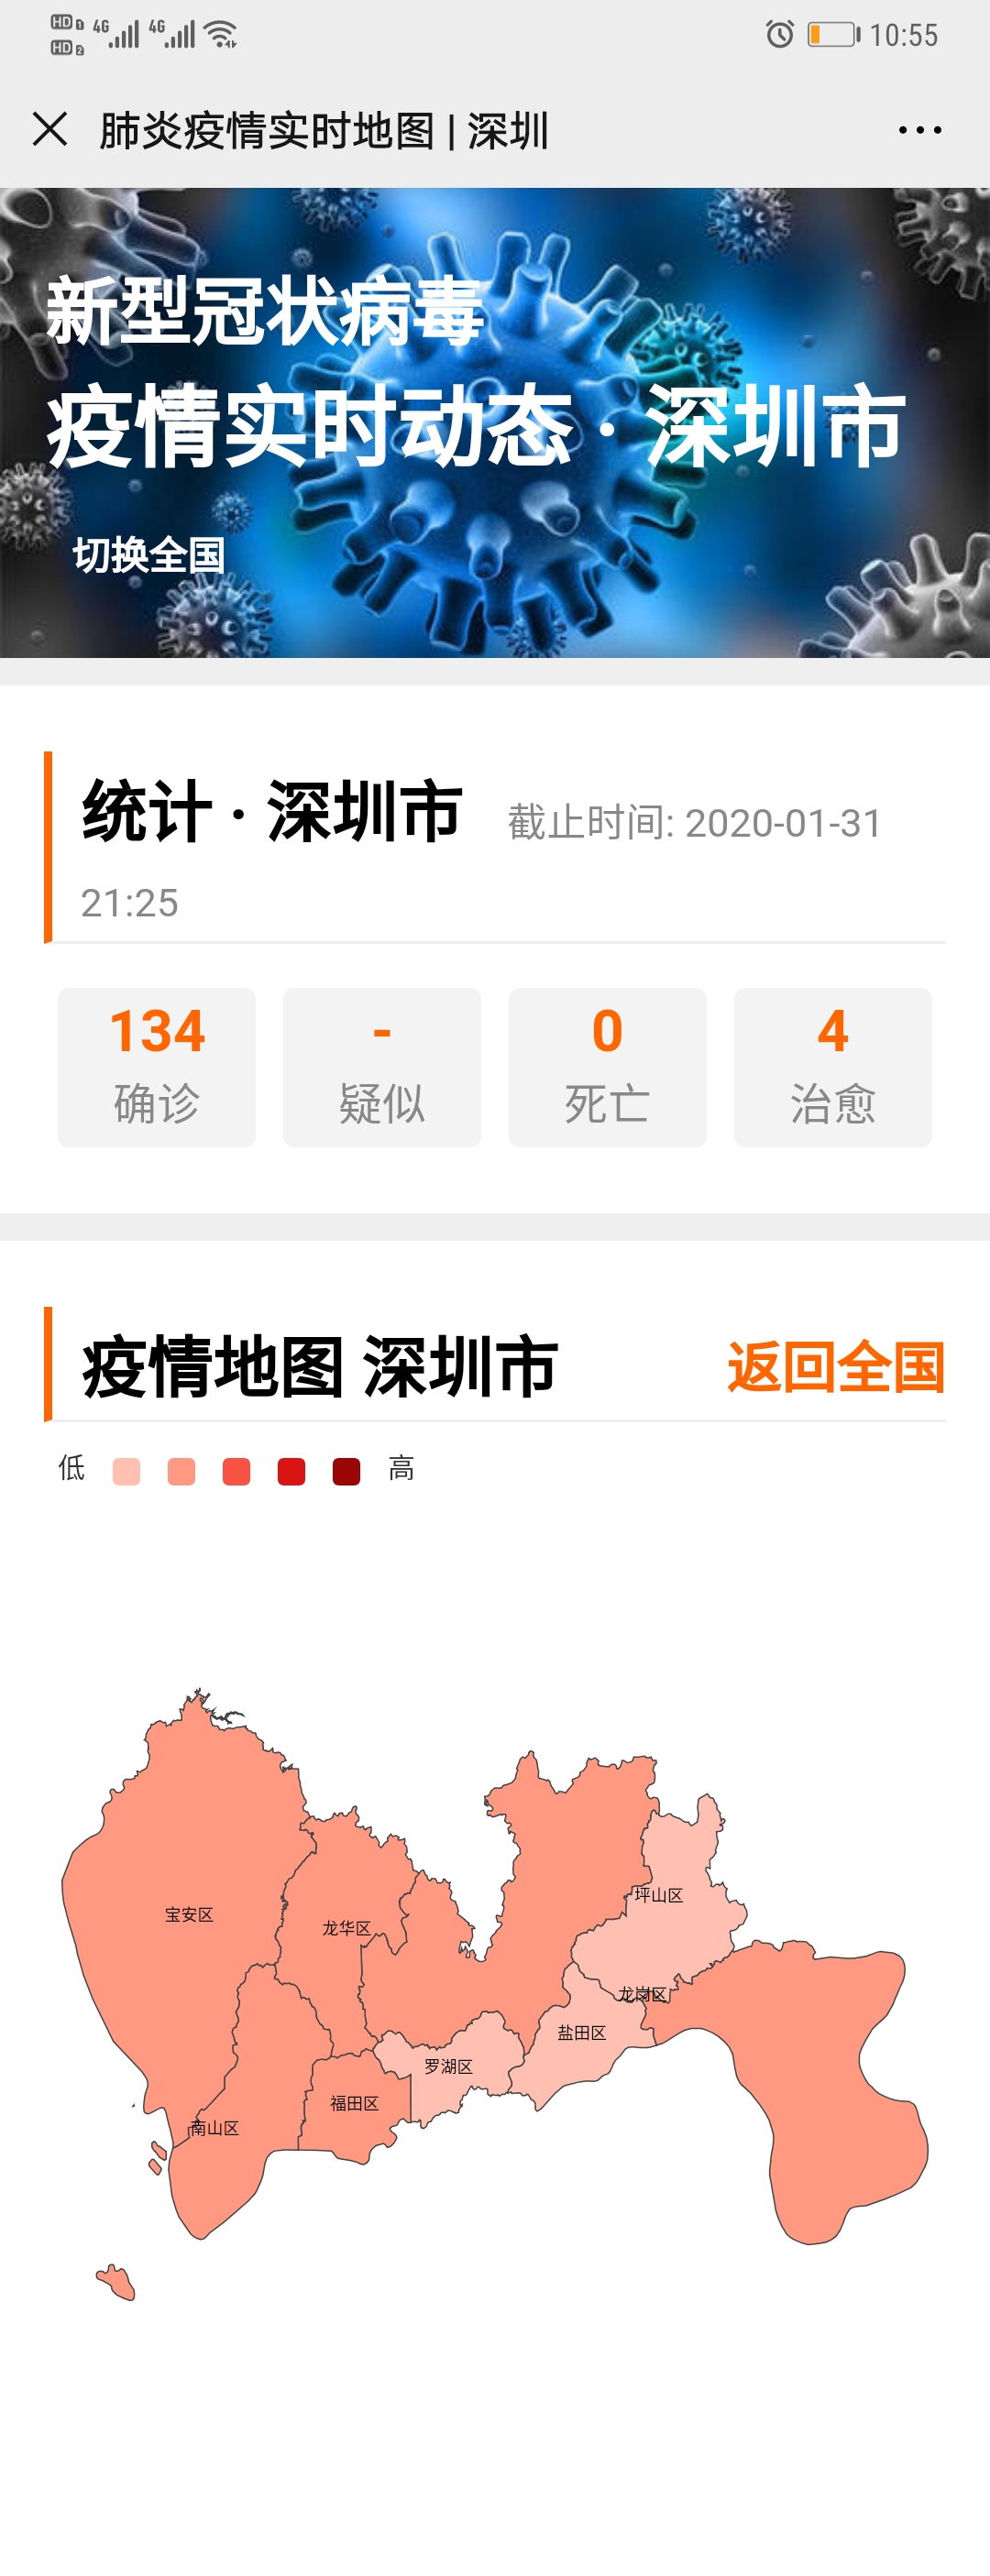 HD 1 4G 4G 10:55
HD 2
肺炎疫情实时地图 | 深圳
新型冠状病毒
疫情实时动态 · 深圳市
切换全国
统计 · 深圳市 截止时间: 2020-01-31
21:25
134 - 0 4
确诊 疑似 死亡 治愈
疫情地图 深圳市 返回全国
低 高
坪山区
宝安区
龙华区
龙岗区
盐田区
罗湖区
福田区
南山区